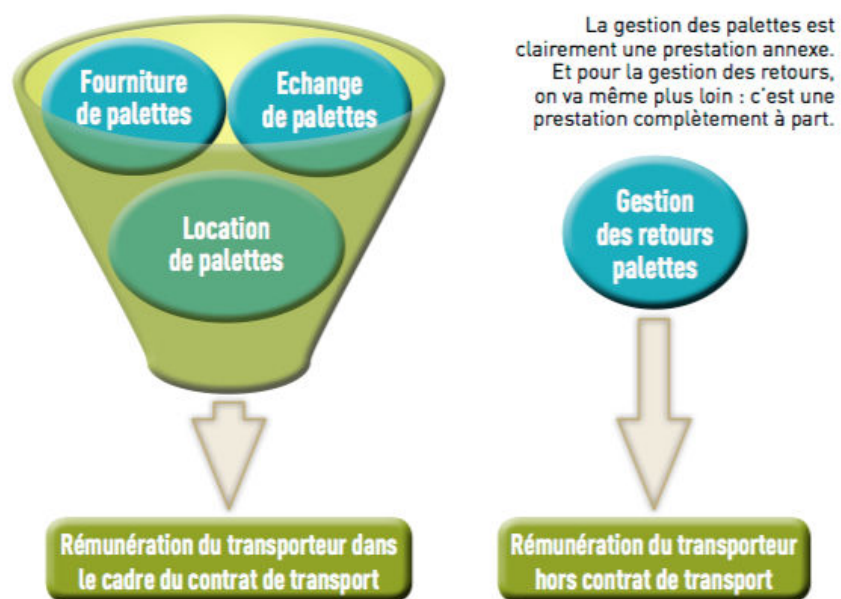 Fourniture
de palettes
Echange
de palettes
Location
de palettes
Rémunération du transporteur dans
le cadre du contrat de transport
La gestion des palettes est
clairement une prestation annexe.
Et pour la gestion des retours,
on va même plus loin : c'est une
prestation complètement à part.
Gestion
des retours
palettes
Rémunération du transporteur
hors contrat de transport